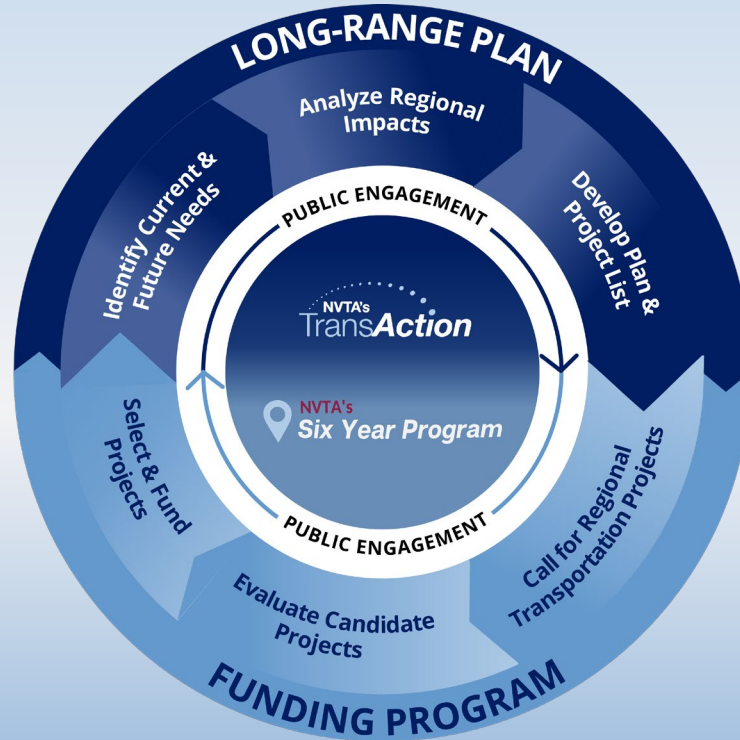 LONG-RANGE PLAN
Analyze Regional
Impacts
Develop Plan &
Project List
Identify Current &
Future Needs
PUBLIC ENGAGEMENT
NVTA's
TransAction
NVTA's
Six Year Program
PUBLIC ENGAGEMENT
Call for Regional
Transportation Projects
Evaluate Candidate
Projects
Select & Fund
Projects
FUNDING PROGRAM